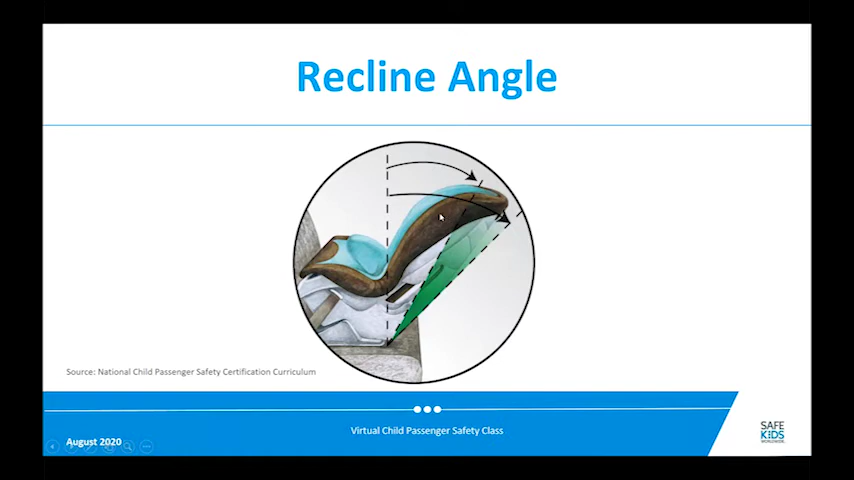 Recline Angle
Source: National Child Passenger Safety Certification Curriculum
Virtual Child Passenger Safety Class
August 2020
SAFE
KIDS
WORLDWIDE